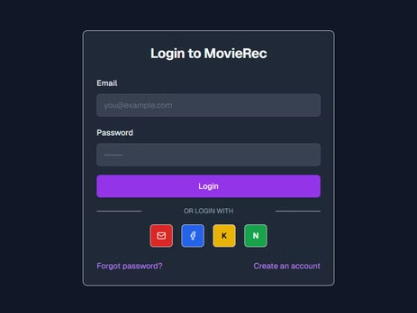 Login to MovieRec
Email
you@example.com
Password
Login
OR LOGIN WITH
K N
Forgot password? Create an account